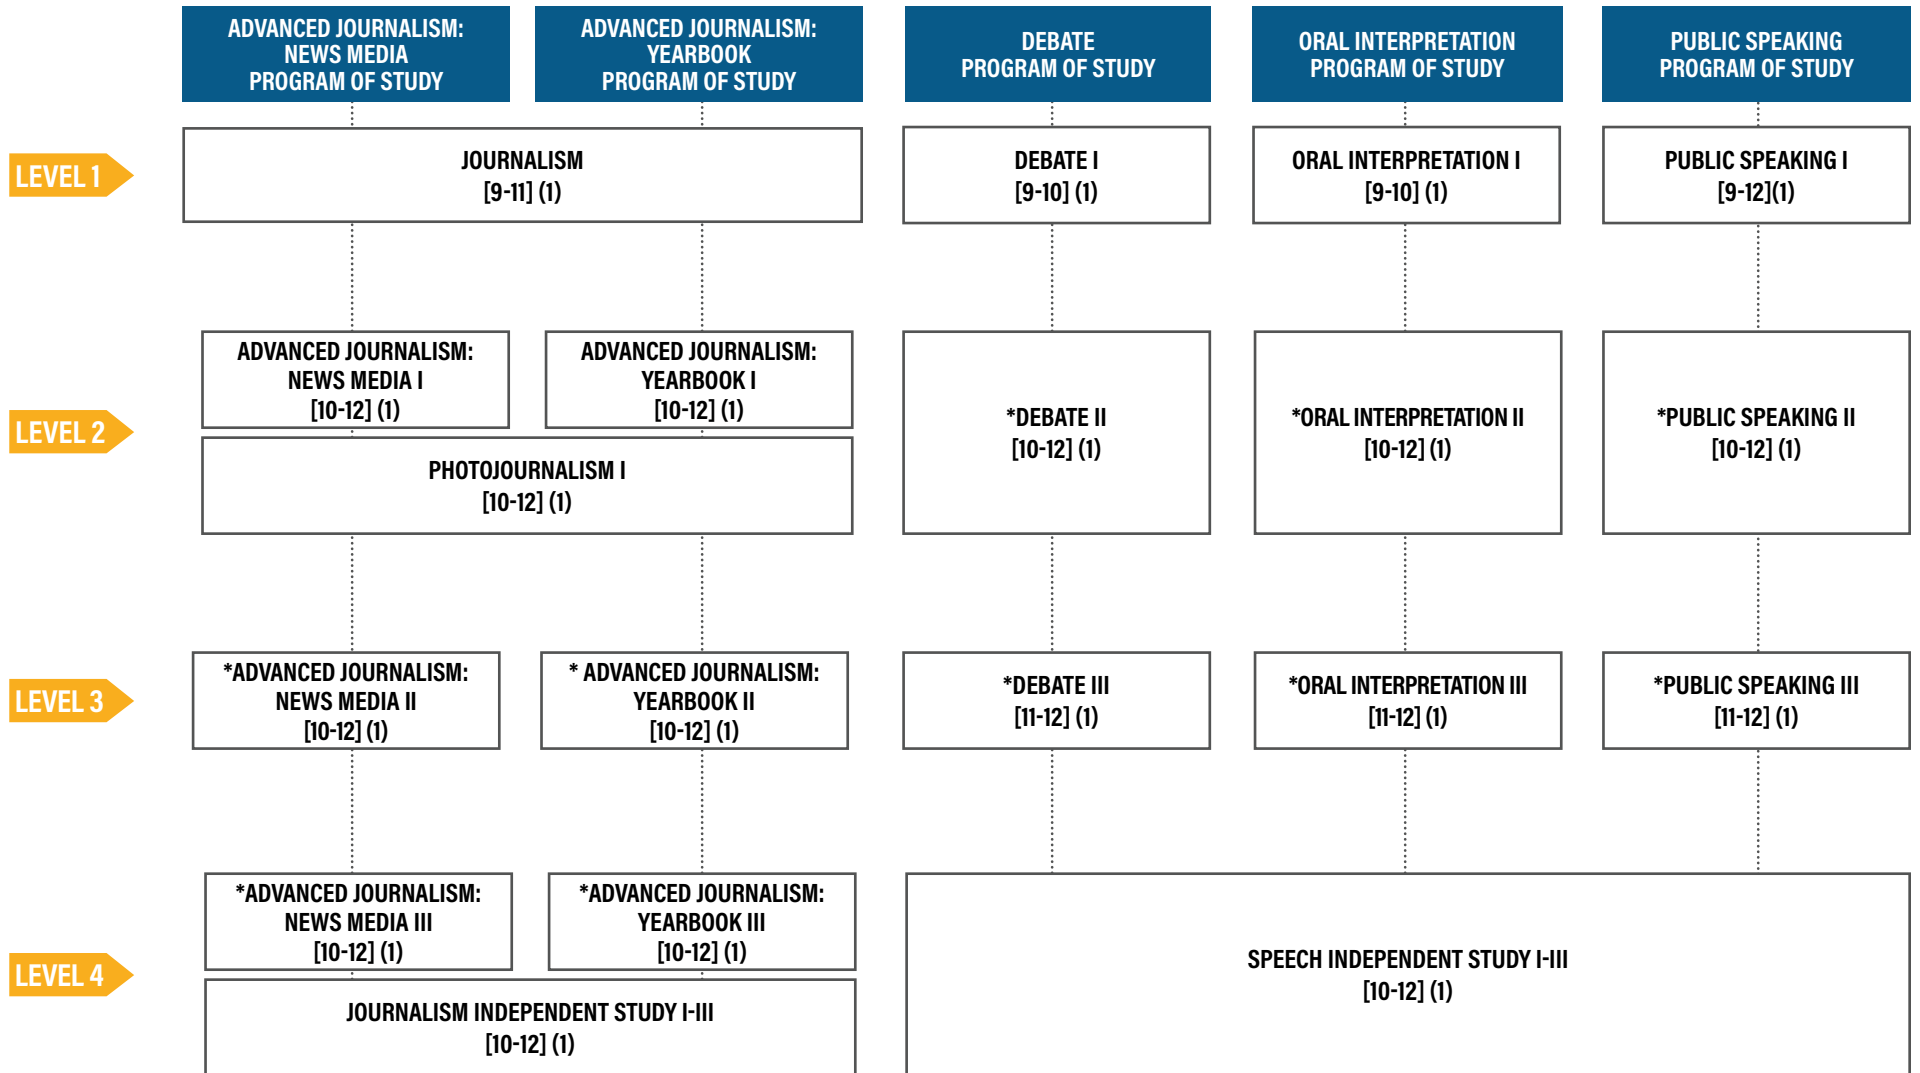 ADVANCED JOURNALISM:
NEWS MEDIA
PROGRAM OF STUDY
ADVANCED JOURNALISM:
YEARBOOK
PROGRAM OF STUDY
DEBATE
PROGRAM OF STUDY
ORAL INTERPRETATION
PROGRAM OF STUDY
PUBLIC SPEAKING
PROGRAM OF STUDY
LEVEL 1
JOURNALISM
[9-11] (1)
DEBATE I
[9-10] (1)
ORAL INTERPRETATION I
[9-10] (1)
PUBLIC SPEAKING I
[9-12](1)
LEVEL 2
ADVANCED JOURNALISM:
NEWS MEDIA I
[10-12] (1)
ADVANCED JOURNALISM:
YEARBOOK I
[10-12] (1)
PHOTOJOURNALISM I
[10-12] (1)
*DEBATE II
[10-12] (1)
*ORAL INTERPRETATION II
[10-12] (1)
*PUBLIC SPEAKING II
[10-12] (1)
LEVEL 3
*ADVANCED JOURNALISM:
NEWS MEDIA II
[10-12] (1)
* ADVANCED JOURNALISM:
YEARBOOK II
[10-12] (1)
*DEBATE III
[11-12] (1)
*ORAL INTERPRETATION III
[11-12] (1)
*PUBLIC SPEAKING III
[11-12] (1)
LEVEL 4
*ADVANCED JOURNALISM:
NEWS MEDIA III
[10-12] (1)
*ADVANCED JOURNALISM:
YEARBOOK III
[10-12] (1)
JOURNALISM INDEPENDENT STUDY I-III
[10-12] (1)
SPEECH INDEPENDENT STUDY I-III
[10-12] (1)